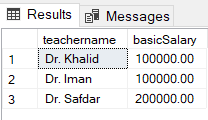 Results Messages
teachername basicSalary
1 Dr. Khalid 100000.00
2 Dr. Iman 100000.00
3 Dr. Safdar 200000.00